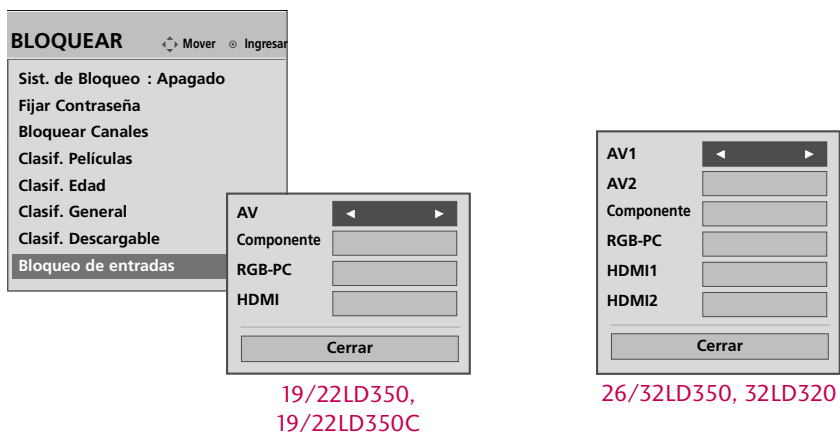 BLOQUEAR Mover Ingresar
Sist. de Bloqueo : Apagado
Fijar Contraseña
Bloquear Canales
Clasif. Películas
Clasif. Edad
Clasif. General
Clasif. Descargable
Bloqueo de entradas
AV
Componente
RGB-PC
HDMI
Cerrar
19/22LD350,
19/22LD350C
AV1
AV2
Componente
RGB-PC
HDMI1
HDMI2
Cerrar
26/32LD350, 32LD320